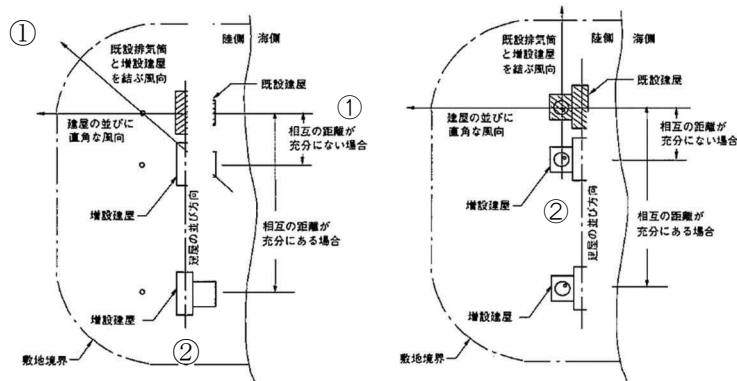 ①
既設排気筒
と増設建屋
を結ぶ風向
陸側
海側
既設建屋
①
建屋の並びに
直角な風向
相互の距離が
充分にない場合
増設建屋
建屋の並び方向
相互の距離が
充分にある場合
増設建屋
②
敷地境界
既設排気筒
と増設建屋
を結ぶ風向
陸側
海側
既設建屋
建屋の並びに
直角な風向
相互の距離が
充分にない場合
増設建屋
②
建屋の並び方向
相互の距離が
充分にある場合
増設建屋
敷地境界